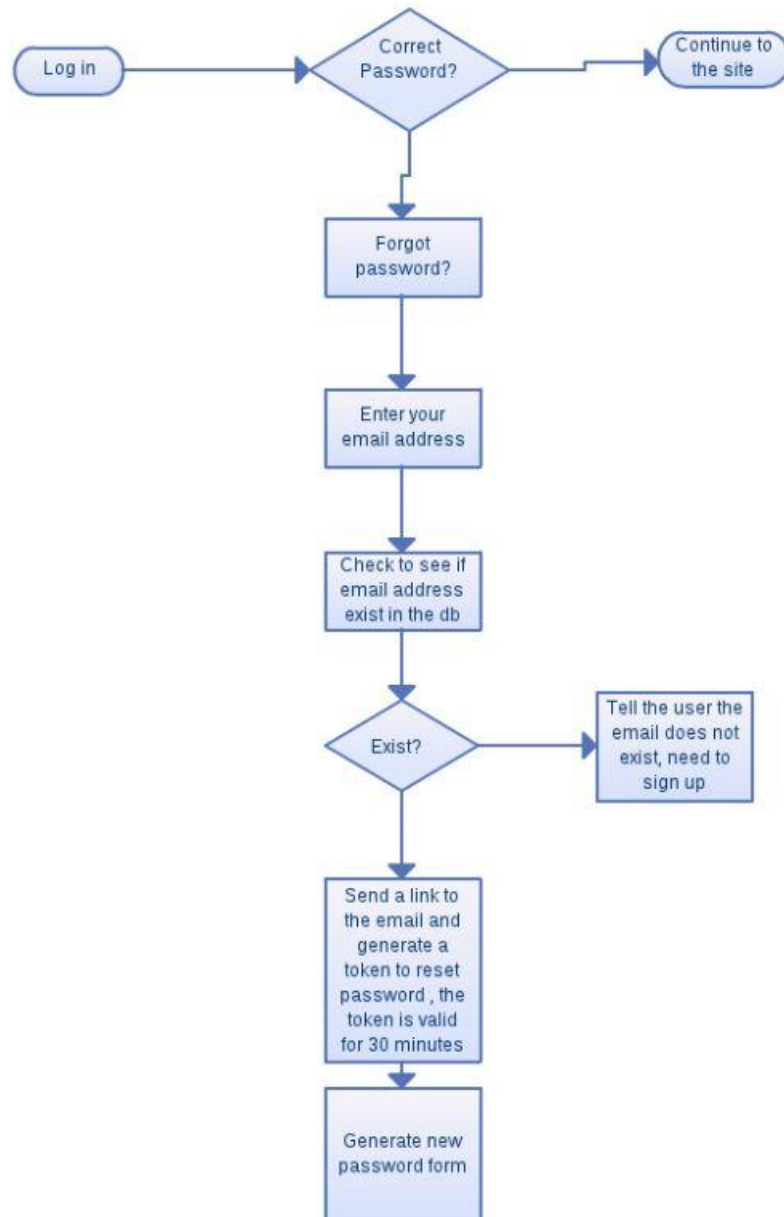 Log in
Correct
Password?
Continue to
the site
Forgot
password?
Enter your
email address
Check to see if
email address
exist in the db
Exist?
Tell the user the
email does not
exist, need to
sign up
Send a link to
the email and
generate a
token to reset
password , the
token is valid
for 30 minutes
Generate new
password form